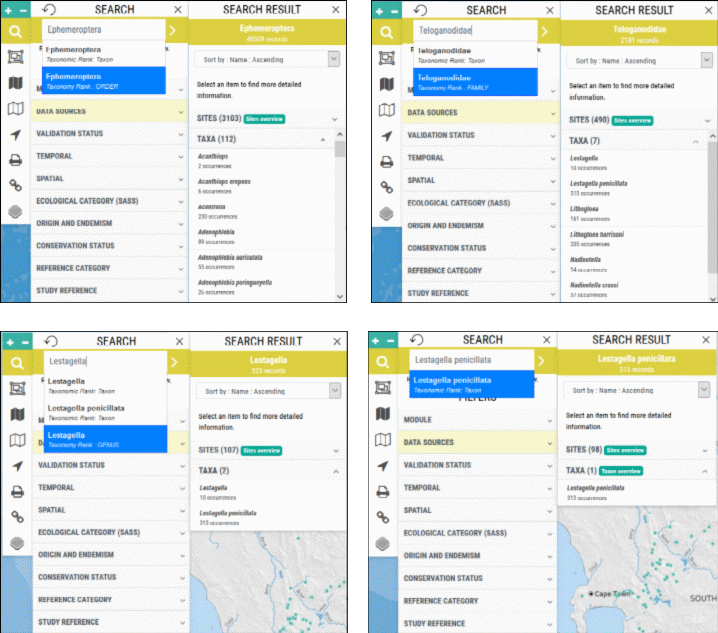 SEARCH
Ephemeroptera
Ephemeroptera
Taxonomic Rank: Taxon
Ephemeroptera
Taxonomy Rank : ORDER
DATA SOURCES
VALIDATION STATUS
TEMPORAL
SPATIAL
ECOLOGICAL CATEGORY (SASS)
ORIGIN AND ENDEMISM
CONSERVATION STATUS
REFERENCE CATEGORY
STUDY REFERENCE
SEARCH RESULT
Ephemeroptera
40509 records
Sort by : Name : Ascending
Select an item to find more detailed
information.
SITES (3103) Sites overview
TAXA (112)
Acanthiops
2 occurrences
Acanthiops erepens
6 occurrences
Acentrella
230 occurrences
Adenophlebia
89 occurrences
Adenophlebia auriculata
55 occurrences
Adenophlebia peringueyella
25 occurrences
SEARCH
Teloganodidae
Teloganodidae
Taxonomic Rank: Taxon
Teloganodidae
Taxonomy Rank : FAMILY
DATA SOURCES
VALIDATION STATUS
TEMPORAL
SPATIAL
ECOLOGICAL CATEGORY (SASS)
ORIGIN AND ENDEMISM
CONSERVATION STATUS
REFERENCE CATEGORY
STUDY REFERENCE
SEARCH RESULT
Teloganodidae
2181 records
Sort by : Name : Ascending
Select an item to find more detailed
information.
SITES (490) Sites overview
TAXA (7)
Lestagella
10 occurrences
Lestagella penicillata
313 occurrences
Lithogloea
161 occurrences
Lithogloea harrisoni
205 occurrences
Nadinetella
14 occurrences
Nadinetella crassi
37 occurrences
SEARCH
Lestagella
Lestagella
Taxonomic Rank: Taxon
Lestagella penicillata
Taxonomic Rank: Taxon
Lestagella
Taxonomy Rank : GENUS
VALIDATION STATUS
TEMPORAL
SPATIAL
ECOLOGICAL CATEGORY (SASS)
ORIGIN AND ENDEMISM
CONSERVATION STATUS
REFERENCE CATEGORY
STUDY REFERENCE
SEARCH RESULT
Lestagella
323 records
Sort by : Name : Ascending
Select an item to find more detailed
information.
SITES (107) Sites overview
TAXA (2)
Lestagella
10 occurrences
Lestagella penicillata
313 occurrences
SEARCH
Lestagella penicillata
Lestagella penicillata
Taxonomic Rank: Taxon
FILTERS
MODULE
DATA SOURCES
VALIDATION STATUS
TEMPORAL
SPATIAL
ECOLOGICAL CATEGORY (SASS)
ORIGIN AND ENDEMISM
CONSERVATION STATUS
REFERENCE CATEGORY
STUDY REFERENCE
SEARCH RESULT
Lestagella penicillata
313 records
Sort by : Name : Ascending
Select an item to find more detailed
information.
SITES (98) Sites overview
TAXA (1) Taxon overview
Lestagella penicillata
313 occurrences
Cape Town
SOUTH